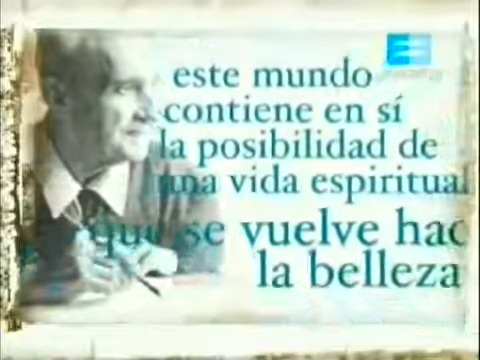 este mundo
contiene en sí
la posibilidad de
una vida espiritual
que se vuelve hac
la belleza